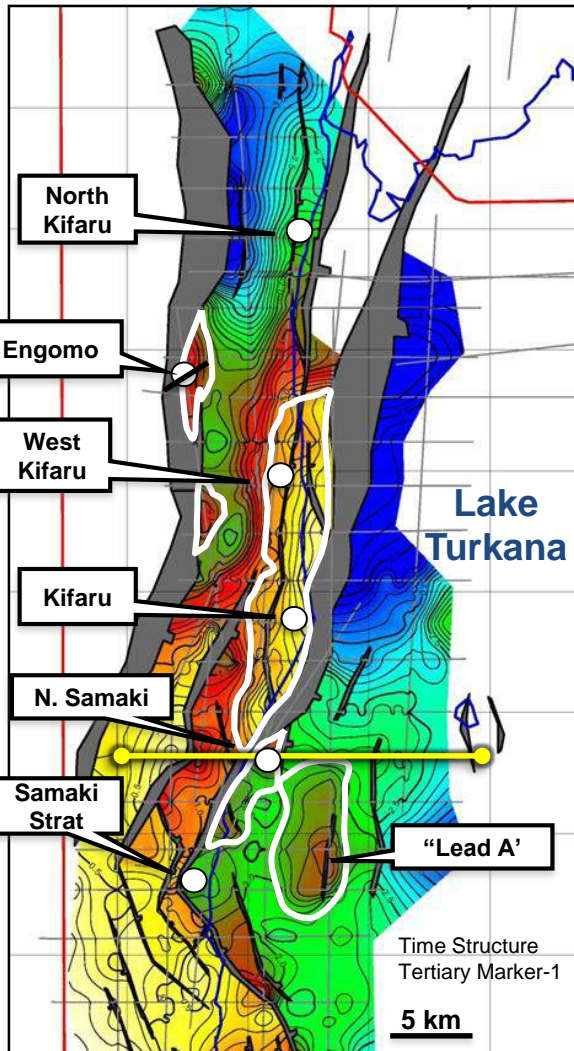 North
Kifaru
Engomo
West
Kifaru
Lake
Turkana
Kifaru
N. Samaki
Samaki
Strat
“Lead A’
Time Structure
Tertiary Marker-1
5 km